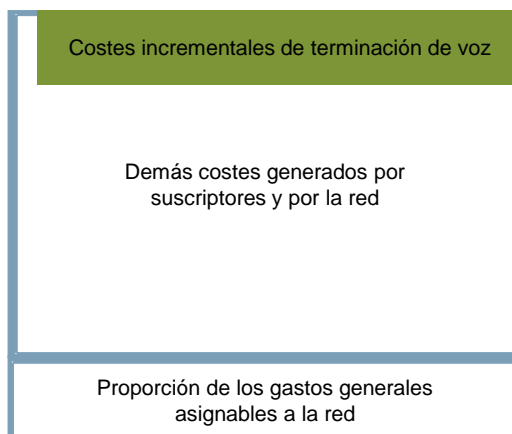 Costes incrementales de terminación de voz
Demás costes generados por
suscriptores y por la red
Proporción de los gastos generales
asignables a la red